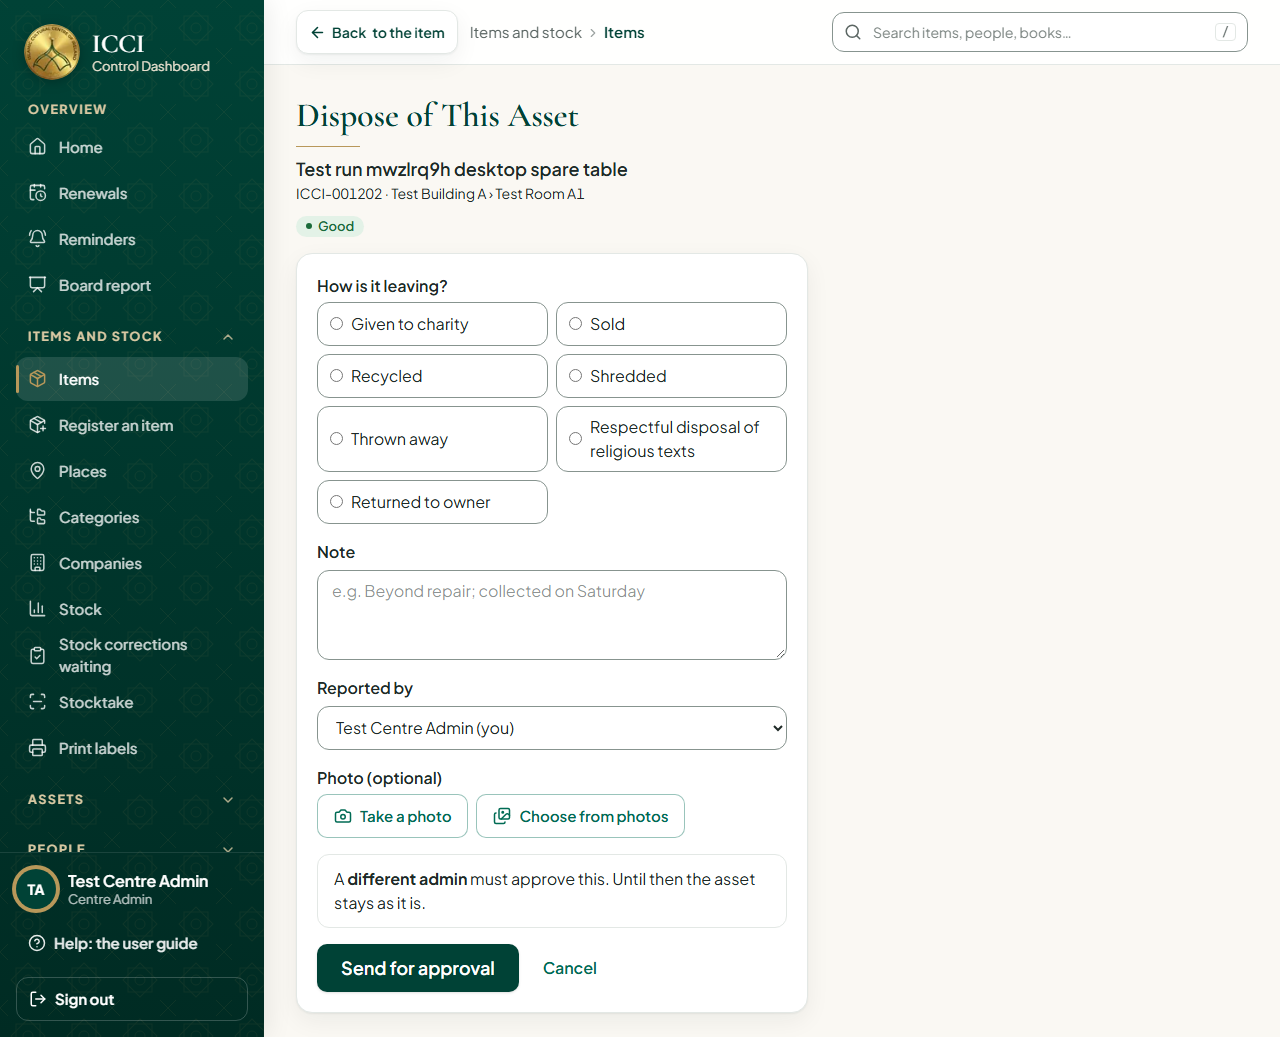 ICCI
Control Dashboard
OVERVIEW
Home
Renewals
Reminders
Board report
ITEMS AND STOCK
Items
Register an item
Places
Categories
Companies
Stock
Stock corrections
waiting
Stocktake
Print labels
ASSETS
PEOPLE
TA
Test Centre Admin
Centre Admin
Help: the user guide
Sign out
Back to the item
Items and stock › Items
Search items, people, books...
/
Dispose of This Asset
Test run mwzlrq9h desktop spare table
ICCI-001202 · Test Building A › Test Room A1
Good
How is it leaving?
Given to charity
Sold
Recycled
Shredded
Thrown away
Respectful disposal of
religious texts
Returned to owner
Note
e.g. Beyond repair; collected on Saturday
Reported by
Test Centre Admin (you)
Photo (optional)
Take a photo
Choose from photos
A different admin must approve this. Until then the asset
stays as it is.
Send for approval
Cancel